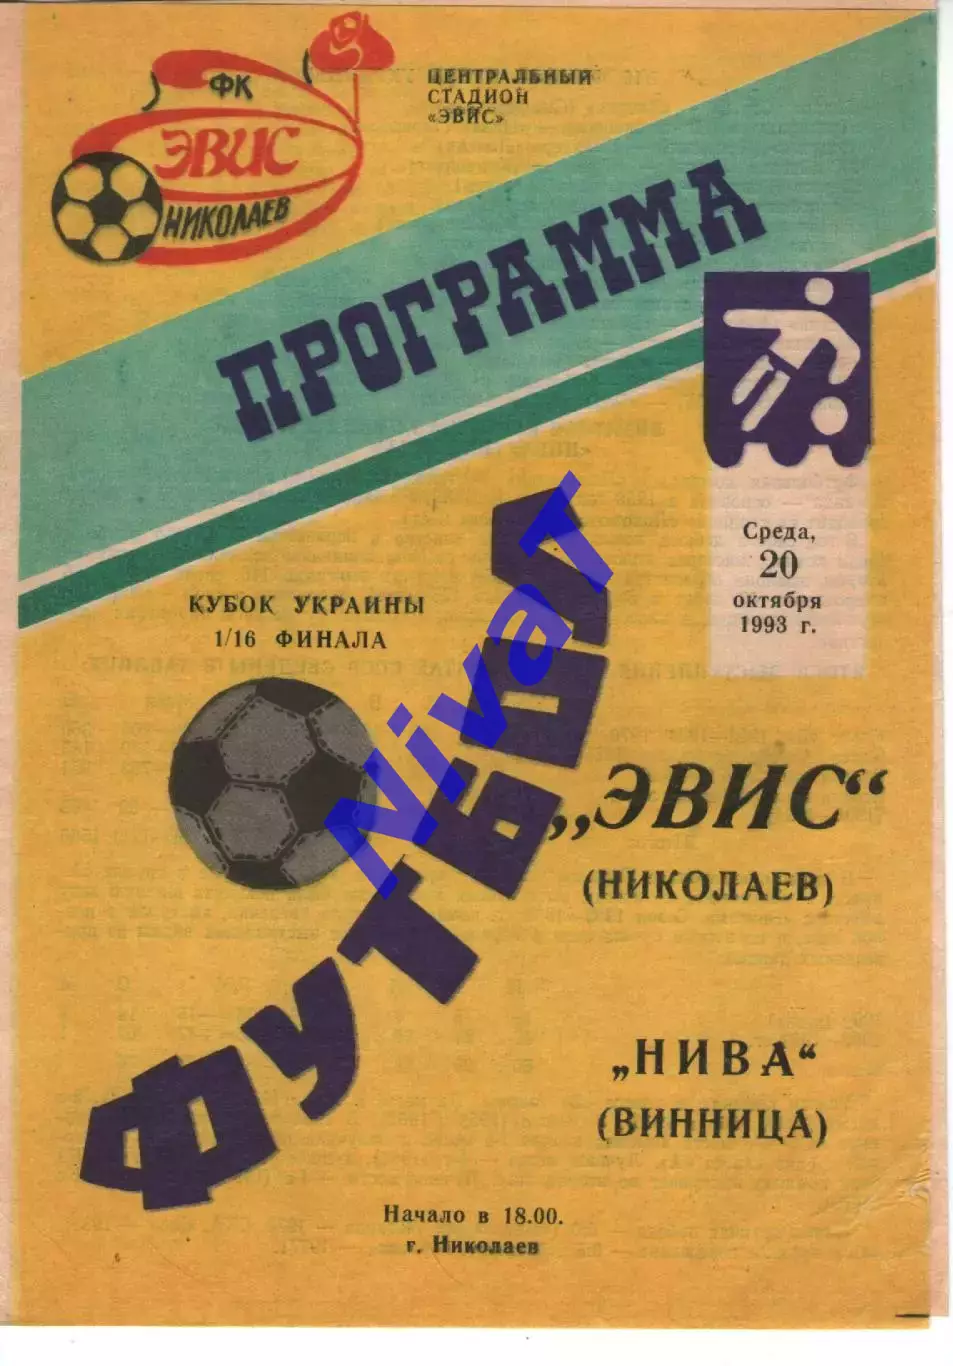 ФК
ЭВИС
НИКОЛАЕВ
ЦЕНТРАЛЬНЫЙ
СТАДИОН
«ЭВИС»
ПРОГРАММА
Среда,
20
октября
1993 г.
КУБОК УКРАИНЫ
1/16 ФИНАЛА
ФУТБОЛ
NivaT
„ЭВИС“
(НИКОЛАЕВ)
„НИВА“
(ВИННИЦА)
Начало в 18.00.
г. Николаев